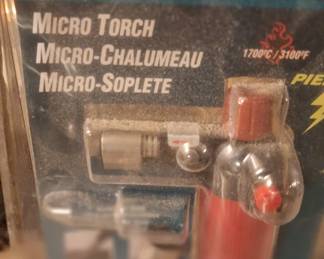 MICRO TORCH
MICRO-CHALUMEAU
MICRO-SOPLETE
1700°C / 3100°F